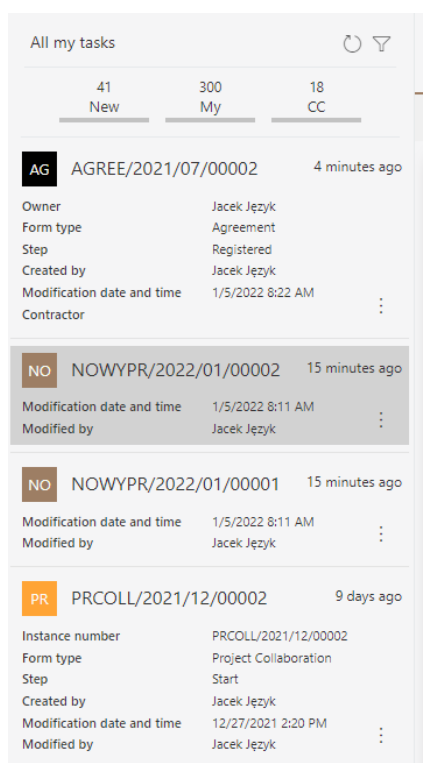 All my tasks
41 300 18
New My CC
AG AGREE/2021/07/00002 4 minutes ago
Owner Jacek Język
Form type Agreement
Step Registered
Created by Jacek Język
Modification date and time 1/5/2022 8:22 AM
Contractor
NO NOWYPR/2022/01/00002 15 minutes ago
Modification date and time 1/5/2022 8:11 AM
Modified by Jacek Język
NO NOWYPR/2022/01/00001 15 minutes ago
Modification date and time 1/5/2022 8:11 AM
Modified by Jacek Język
PR PRCOLL/2021/12/00002 9 days ago
Instance number PRCOLL/2021/12/00002
Form type Project Collaboration
Step Start
Created by Jacek Język
Modification date and time 12/27/2021 2:20 PM
Modified by Jacek Język